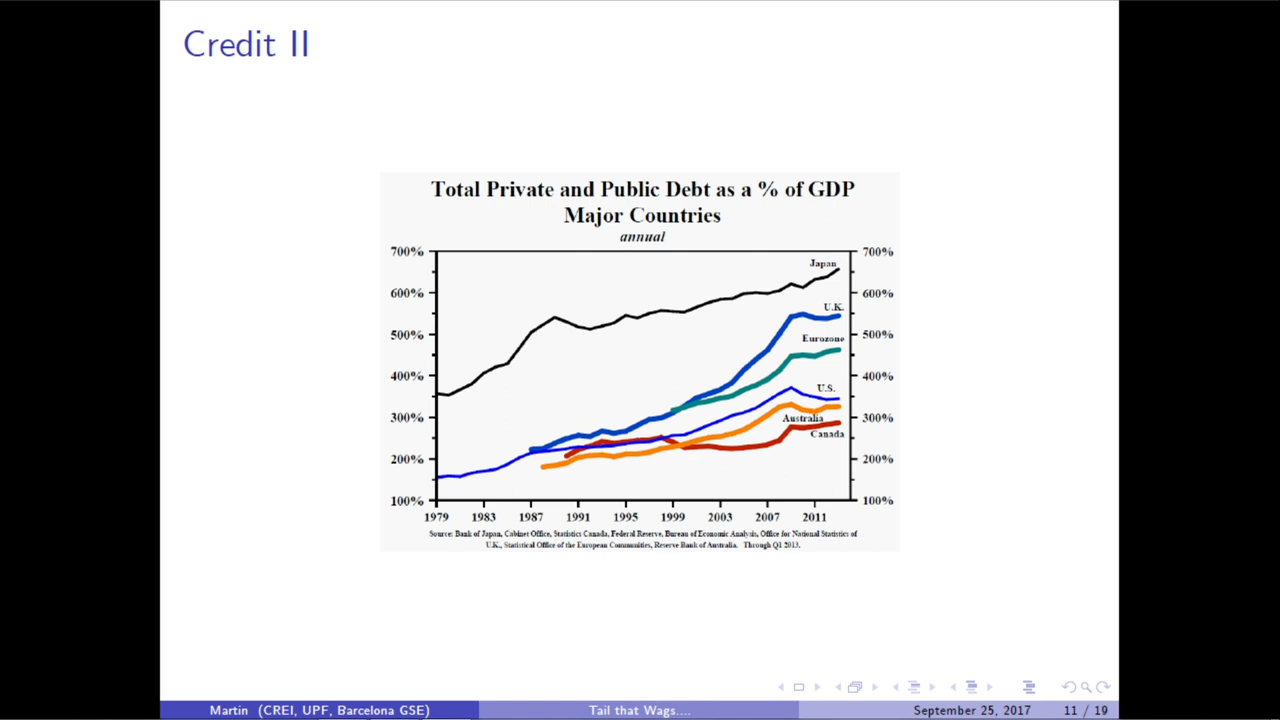 Credit II
Total Private and Public Debt as a % of GDP
Major Countries
annual
700%
600%
500%
400%
300%
200%
100%
700%
600%
500%
400%
300%
200%
100%
Japan
U.K.
Eurozone
U.S.
Australia
Canada
1979 1983 1987 1991 1995 1999 2003 2007 2011
Source: Bank of Japan, Cabinet Office, Statistics Canada, Federal Reserve, Bureau of Economic Analysis, Office for National Statistics of
U.K., Statistical Office of the European Communities, Reserve Bank of Australia. Through Q1 2013.
Martin (CREI, UPF, Barcelona GSE) Tail that Wags.... September 25, 2017 11 / 19